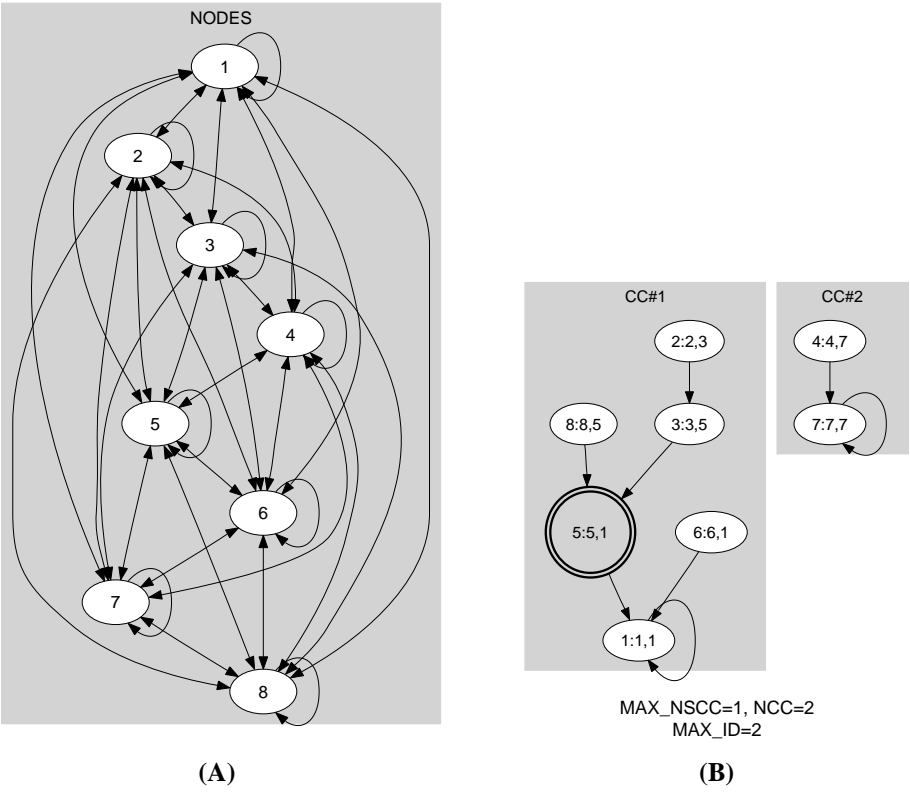 NODES
1
2
3
4
5
6
7
8
(A)
CC#1
2:2,3
8:8,5
3:3,5
5:5,1
6:6,1
1:1,1
CC#2
4:4,7
7:7,7
MAX_NSCC=1, NCC=2
MAX_ID=2
(B)